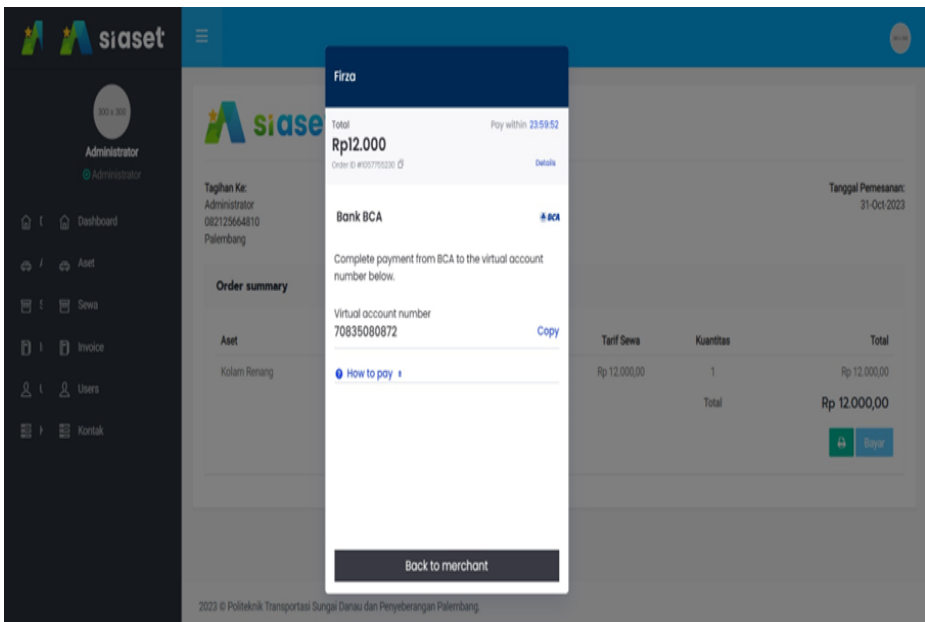 siaset
300 x 300
Administrator
Administrator
Dashboard
Aset
Sewa
Invoice
Users
Kontak
siase
Tagihan Ke:
Administrator
082125664810
Palembang
Tanggal Pemesanan:
31-Oct-2023
Order summary
Aset
Tarif Sewa
Kuantitas
Total
Kolam Renang
Rp 12.000,00
1
Rp 12.000,00
Total
Rp 12.000,00
Bayar
Firza
Total
Pay within 23:59:52
Rp12.000
Order ID #1057755230
Details
Bank BCA
BCA
Complete payment from BCA to the virtual account
number below.
Virtual account number
70835080872
Copy
How to pay
Back to merchant
2023 © Politeknik Transportasi Sungai Danau dan Penyeberangan Palembang.